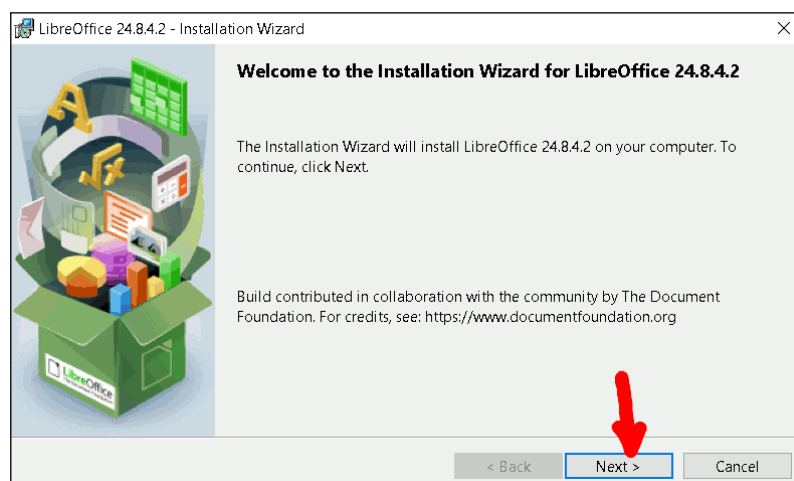 LibreOffice 24.8.4.2 - Installation Wizard
Welcome to the Installation Wizard for LibreOffice 24.8.4.2
The Installation Wizard will install LibreOffice 24.8.4.2 on your computer. To
continue, click Next.
Build contributed in collaboration with the community by The Document
Foundation. For credits, see: https://www.documentfoundation.org
LibreOffice
The Document Foundation
< Back
Next >
Cancel